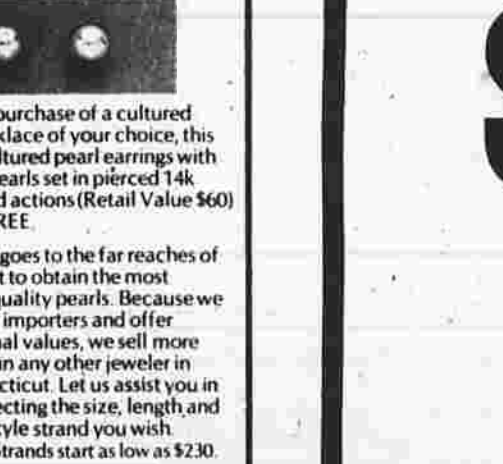 purchase of a cultured
klace of your choice, this
ltured pearl earrings with
earls set in pierced 14k
d actions (Retail Value $60)
REE.
goes to the far reaches of
t to obtain the most
uality pearls. Because we
importers and offer
nal values, we sell more
an any other jeweler in
cticut. Let us assist you in
ecting the size, length and
tyle strand you wish.
Strands start as low as $230.